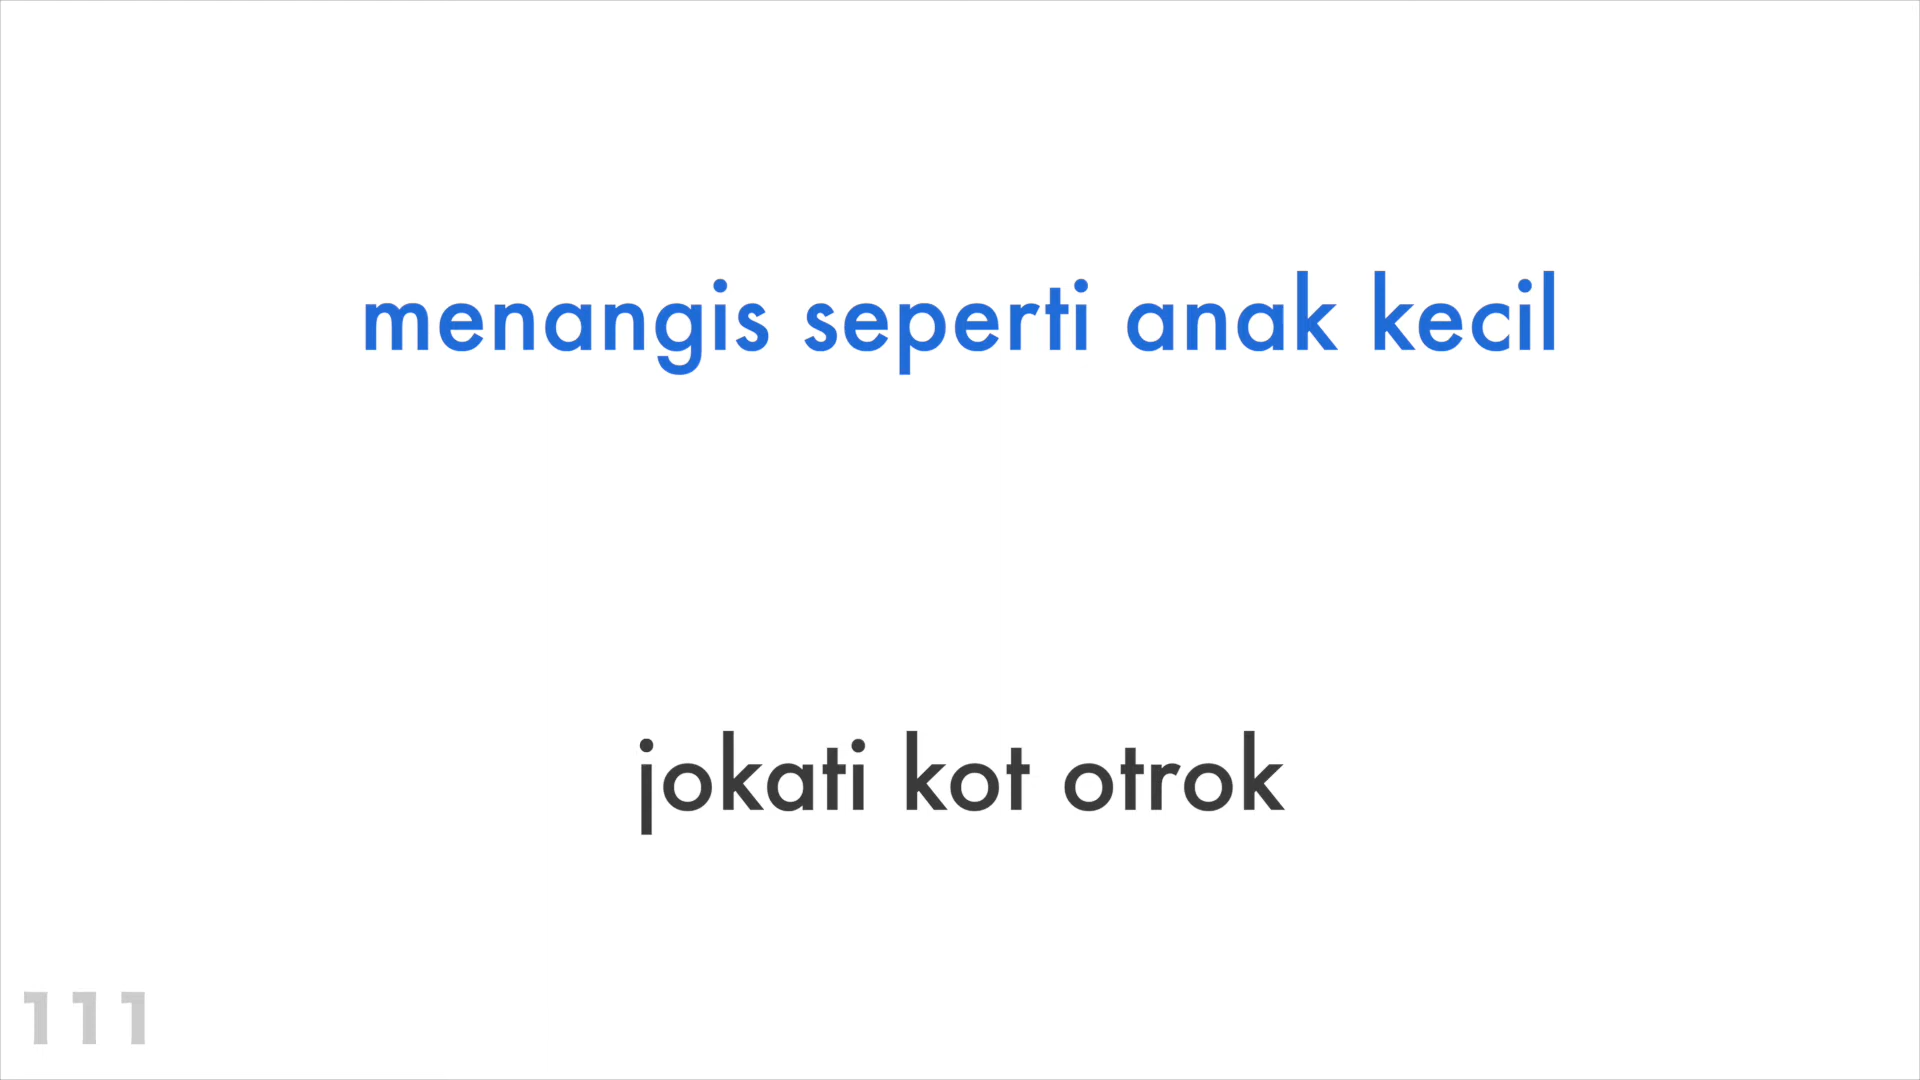 menangis seperti anak kecil
jokati kot otrok
111